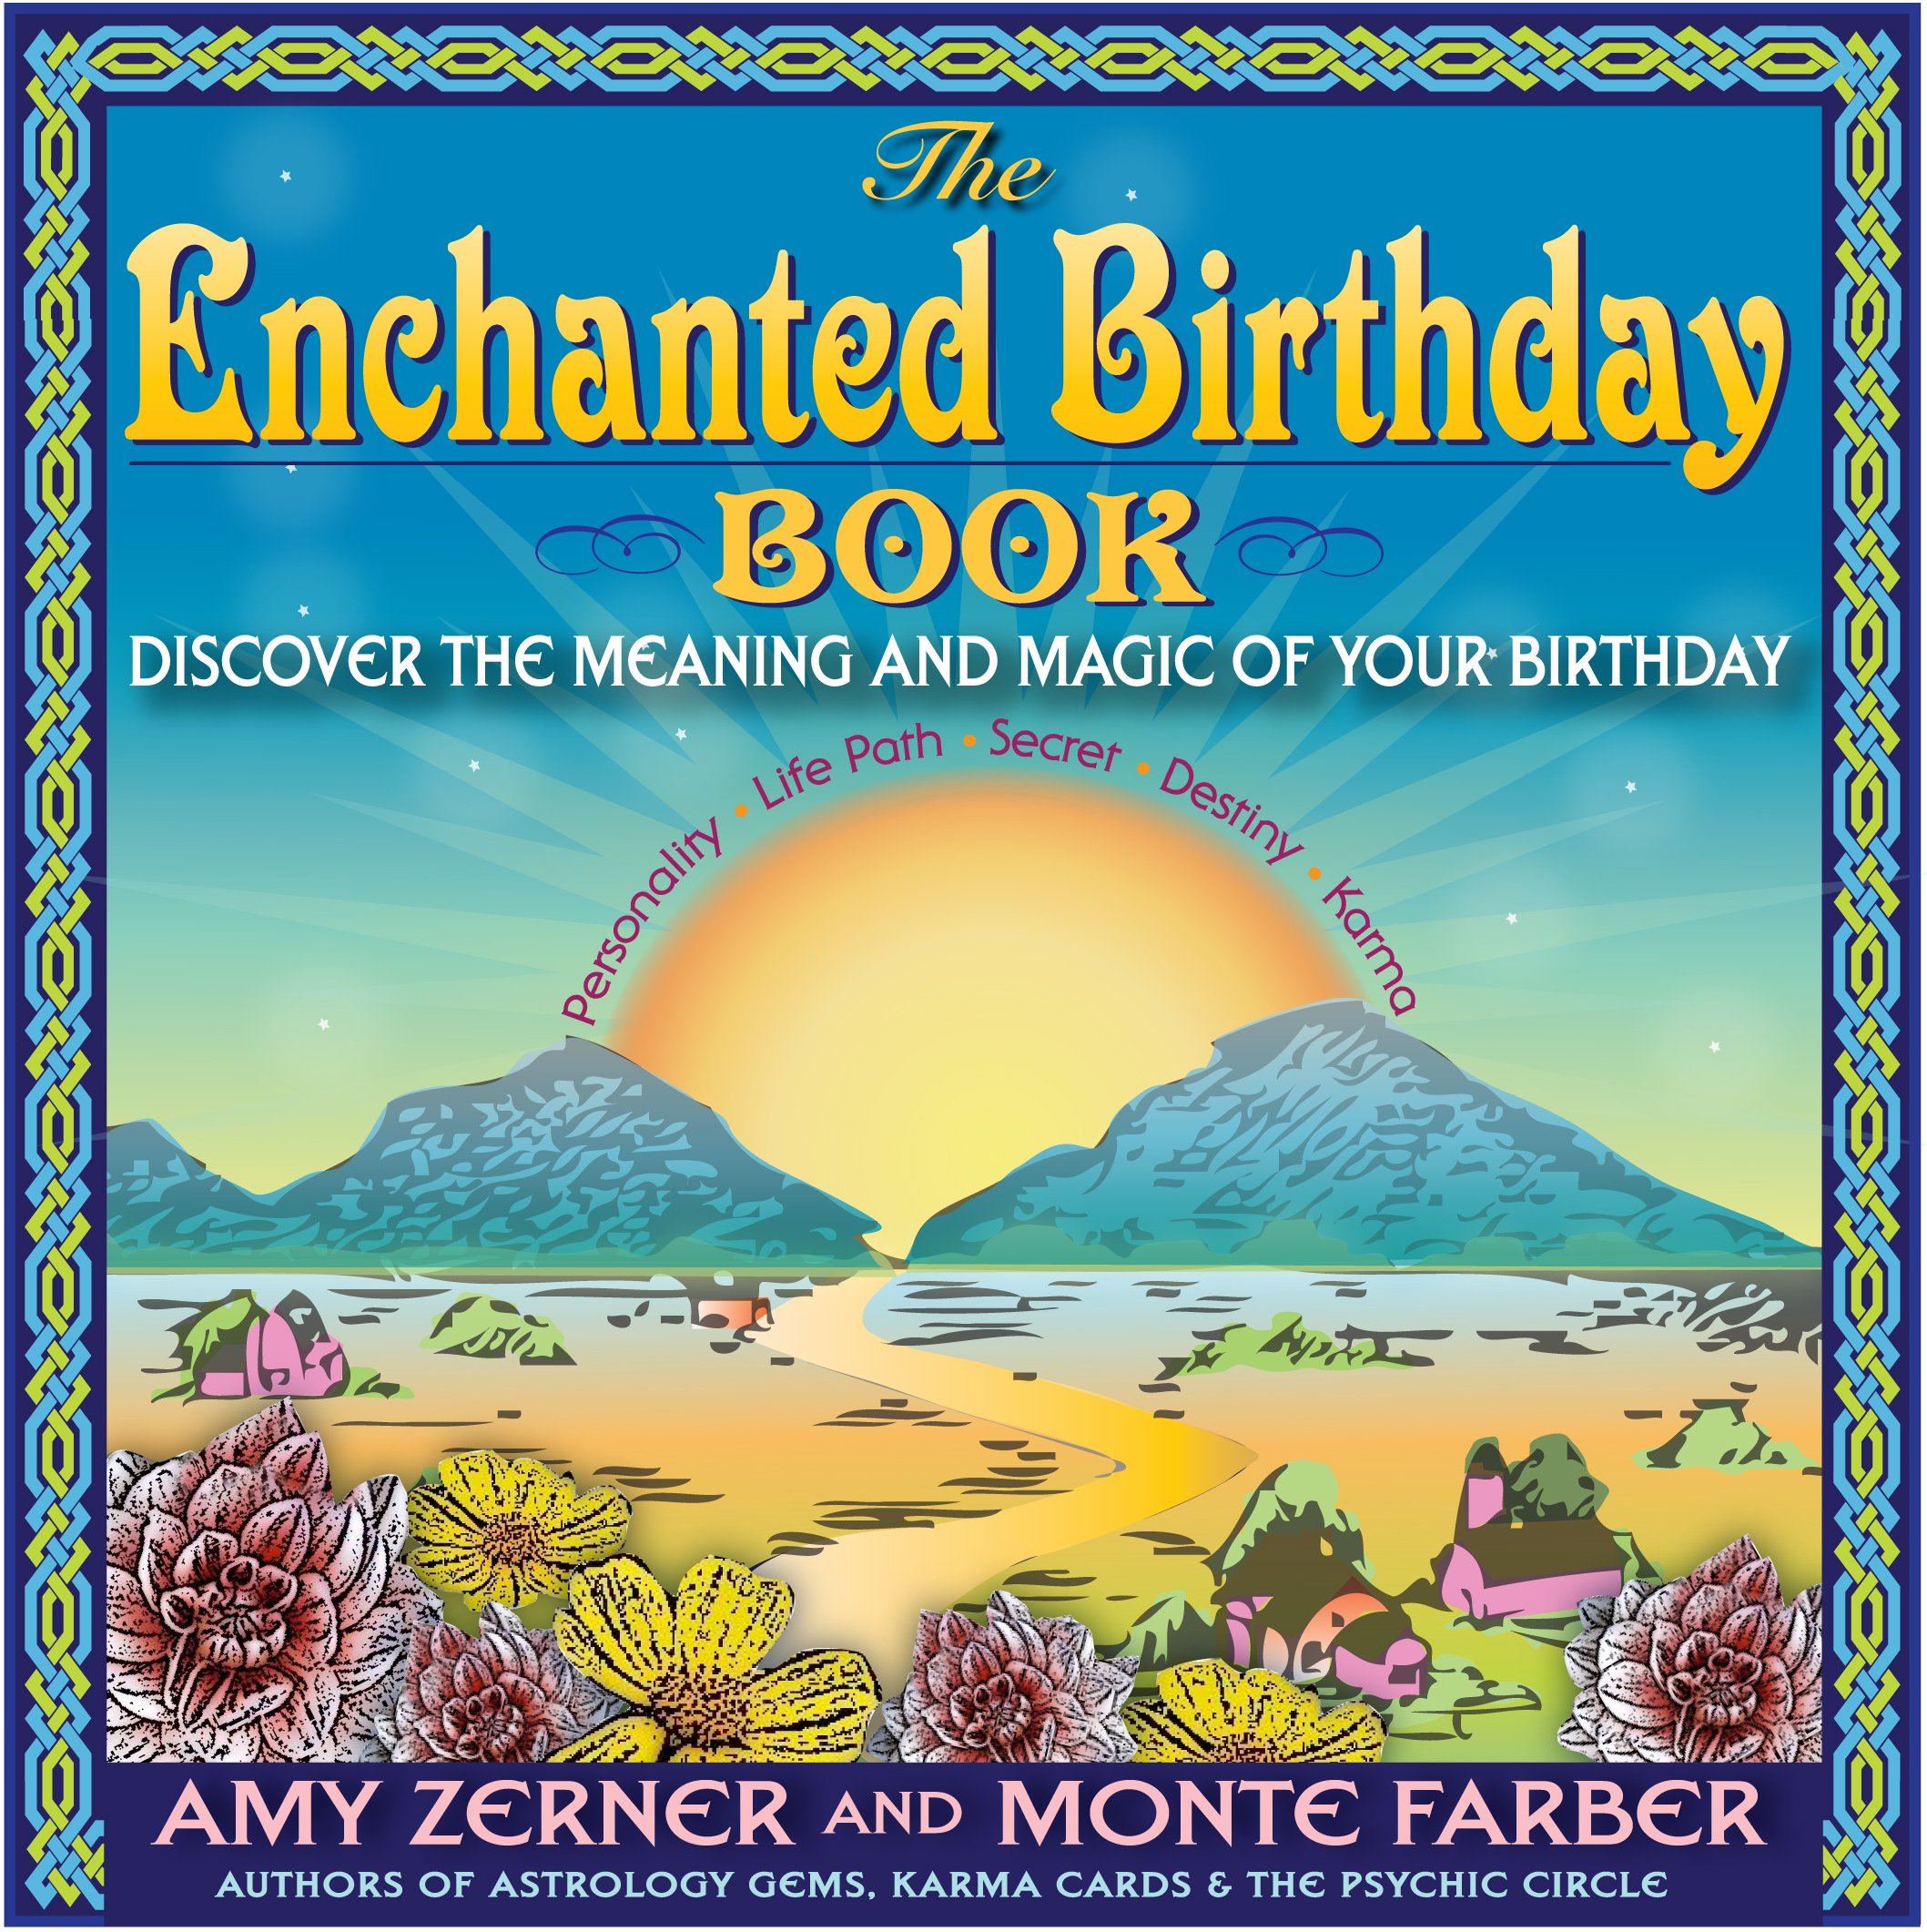 The
Enchanted Birthday
BOOK
DISCOVER THE MEANING AND MAGIC OF YOUR BIRTHDAY
Personality • Life Path • Secret • Destiny • Karma
AMY ZERNER AND MONTE FARBER
AUTHORS OF ASTROLOGY GEMS, KARMA CARDS & THE PSYCHIC CIRCLE